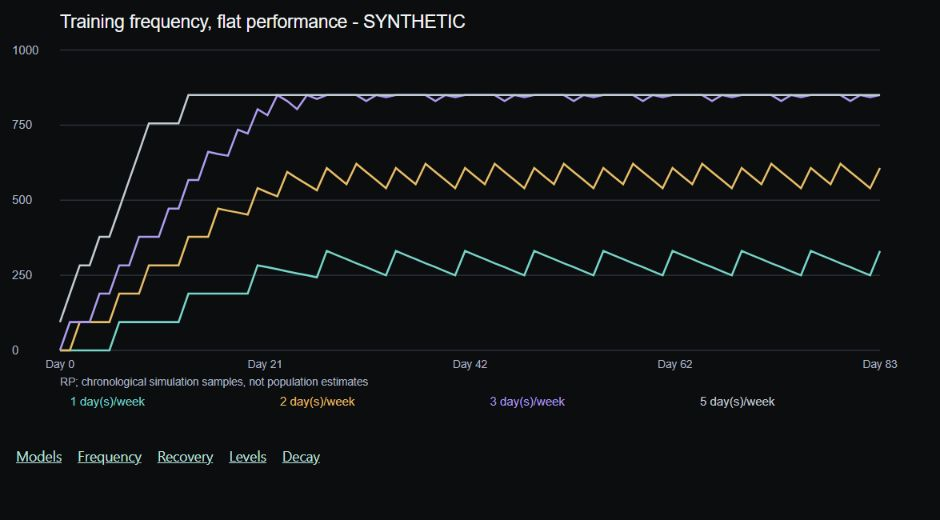 Training frequency, flat performance - SYNTHETIC
1000
750
500
250
0
Day 0 Day 21 Day 42 Day 62 Day 83
RP; chronological simulation samples, not population estimates
1 day(s)/week 2 day(s)/week 3 day(s)/week 5 day(s)/week
Models Frequency Recovery Levels Decay